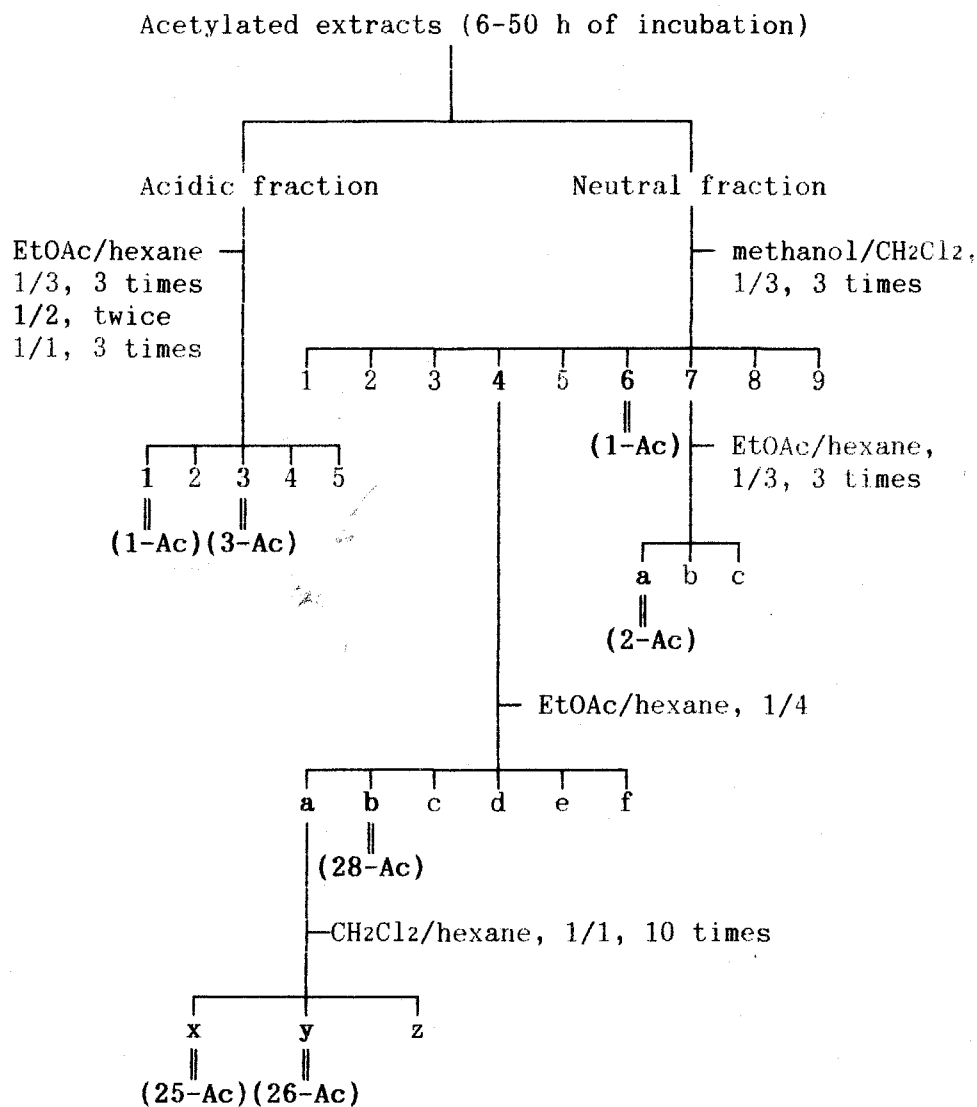 Acetylated extracts (6-50 h of incubation)
Acidic fraction
Neutral fraction
EtOAc/hexane
1/3, 3 times
1/2, twice
1/1, 3 times
methanol/CH2Cl2,
1/3, 3 times
1 2 3 4 5 6 7 8 9
1 2 3 4 5
(1-Ac)
EtOAc/hexane,
1/3, 3 times
(1-Ac)(3-Ac)
a b c
(2-Ac)
EtOAc/hexane, 1/4
a b c d e f
(28-Ac)
CH2Cl2/hexane, 1/1, 10 times
x y z
(25-Ac)(26-Ac)